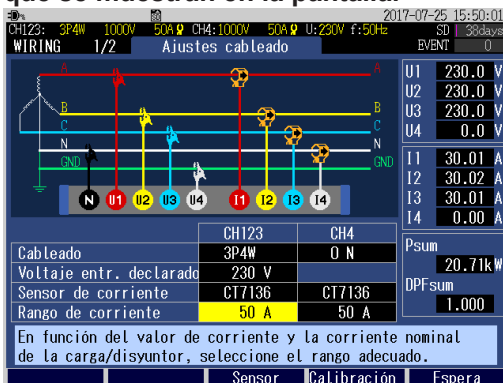 que se muestran en la pantalla.
2017-07-25 15:50:01
CH123: 3P4W 1000V 50A CH4:1000V 50A U:230V f:50Hz SD 38days
WIRING 1/2 Ajustes cableado EVENT 0
A A
B B
C C
N N
GND GND
N U1 U2 U3 U4 I1 I2 I3 I4
U1 230.0 V
U2 230.0 V
U3 230.0 V
U4 0.0 V
I1 30.01 A
I2 30.02 A
I3 30.01 A
I4 0.00 A
Psum
20.71kW
DPFsum
1.000
CH123 CH4
Cableado 3P4W O N
Voltaje entr. declarado 230 V
Sensor de corriente CT7136 CT7136
Rango de corriente 50 A 50 A
En función del valor de corriente y la corriente nominal
de la carga/disyuntor, seleccione el rango adecuado.
Sensor Calibración Espera